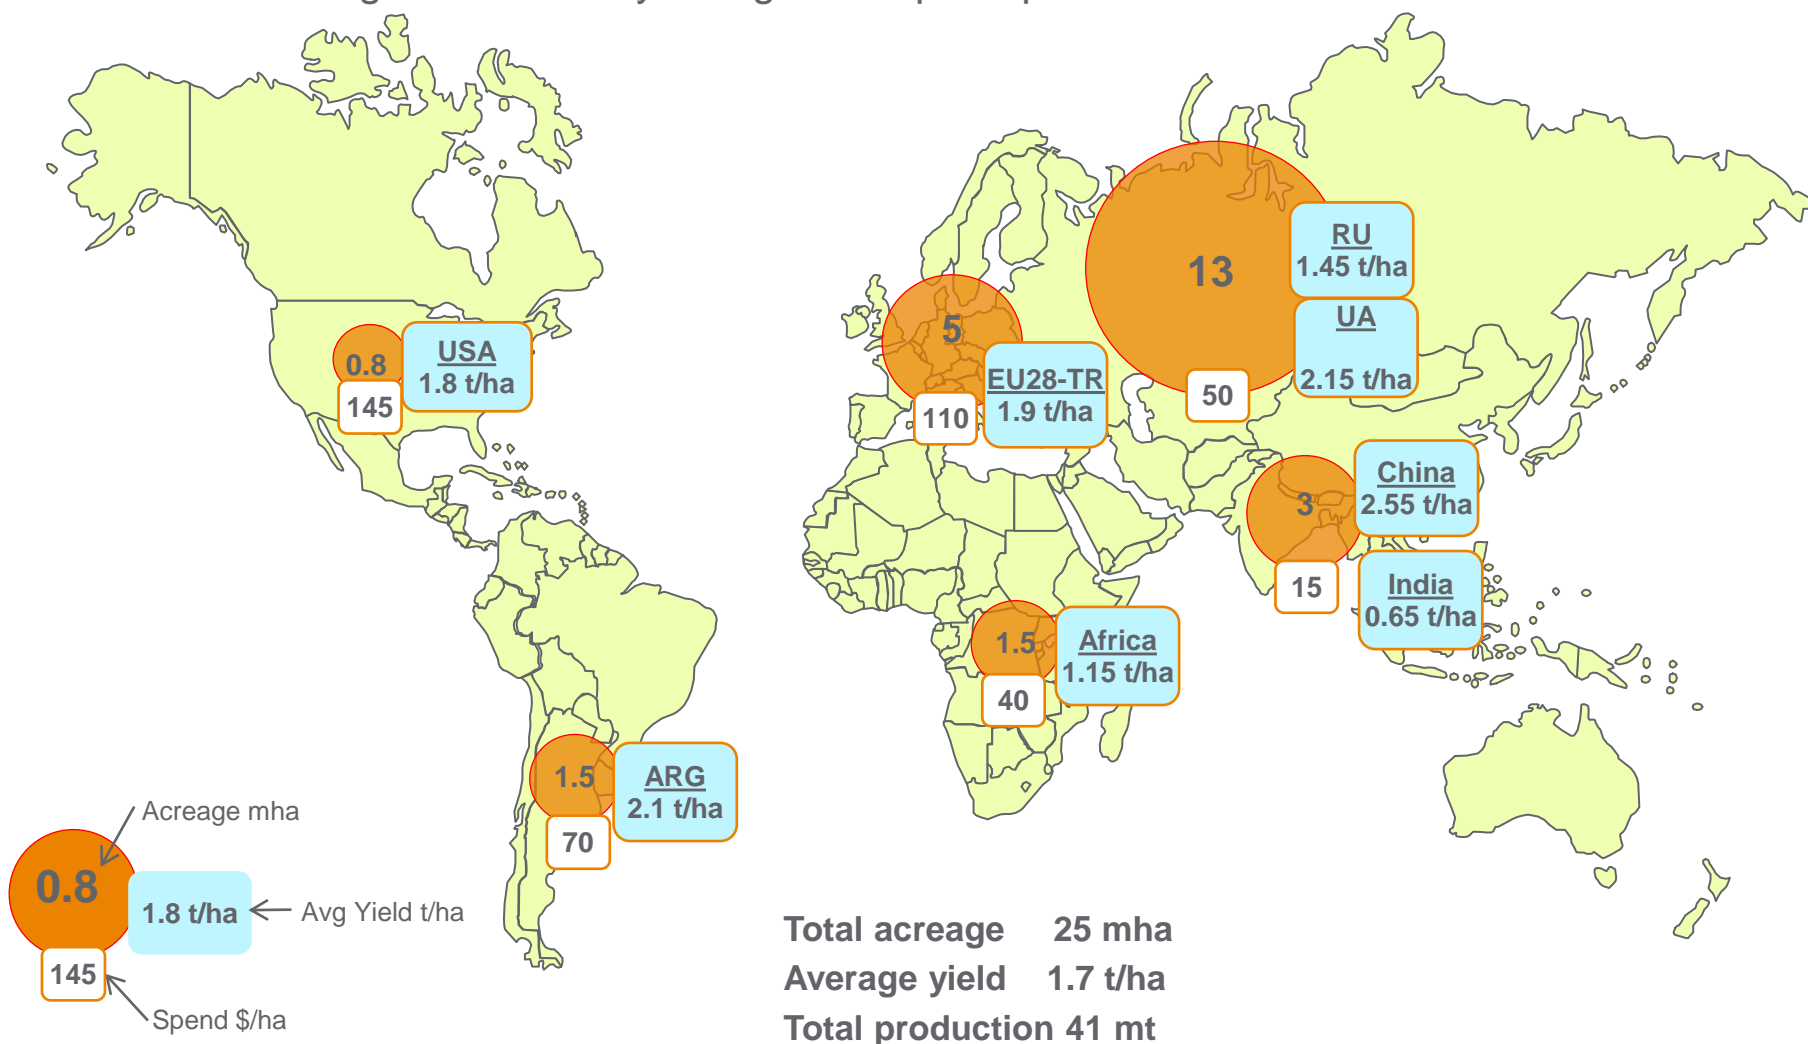 0.8
USA
1.8 t/ha
145
5
EU28-TR
1.9 t/ha
110
13
RU
1.45 t/ha
UA
2.15 t/ha
50
3
China
2.55 t/ha
India
0.65 t/ha
15
1.5
Africa
1.15 t/ha
40
1.5
ARG
2.1 t/ha
70
Acreage mha
0.8
1.8 t/ha
Avg Yield t/ha
145
Spend $/ha
Total acreage 25 mha
Average yield 1.7 t/ha
Total production 41 mt